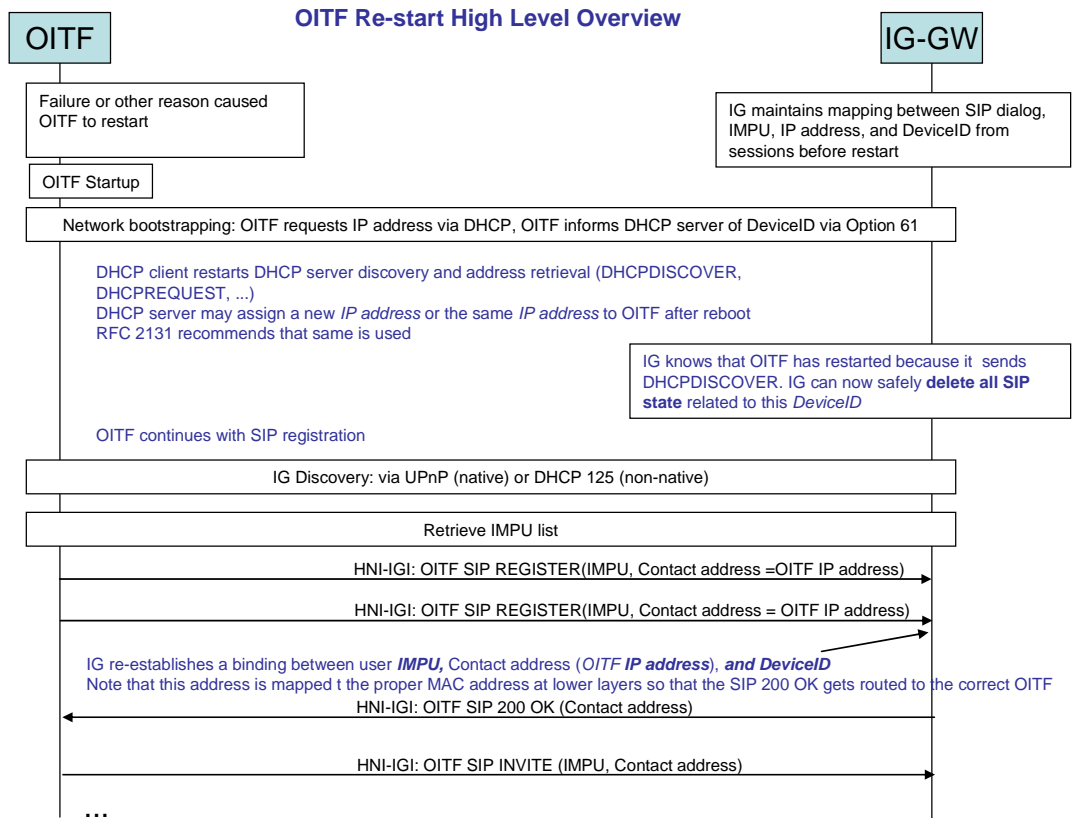 OITF Re-start High Level Overview
OITF
IG-GW
Failure or other reason caused
OITF to restart
IG maintains mapping between SIP dialog,
IMPU, IP address, and DeviceID from
sessions before restart
OITF Startup
Network bootstrapping: OITF requests IP address via DHCP, OITF informs DHCP server of DeviceID via Option 61
DHCP client restarts DHCP server discovery and address retrieval (DHCPDISCOVER,
DHCPREQUEST, ...)
DHCP server may assign a new IP address or the same IP address to OITF after reboot
RFC 2131 recommends that same is used
IG knows that OITF has restarted because it sends
DHCPDISCOVER. IG can now safely delete all SIP
state related to this DeviceID
OITF continues with SIP registration
IG Discovery: via UPnP (native) or DHCP 125 (non-native)
Retrieve IMPU list
HNI-IGI: OITF SIP REGISTER(IMPU, Contact address =OITF IP address)
HNI-IGI: OITF SIP REGISTER(IMPU, Contact address = OITF IP address)
IG re-establishes a binding between user IMPU, Contact address (OITF IP address), and DeviceID
Note that this address is mapped t the proper MAC address at lower layers so that the SIP 200 OK gets routed to the correct OITF
HNI-IGI: OITF SIP 200 OK (Contact address)
HNI-IGI: OITF SIP INVITE (IMPU, Contact address)
...